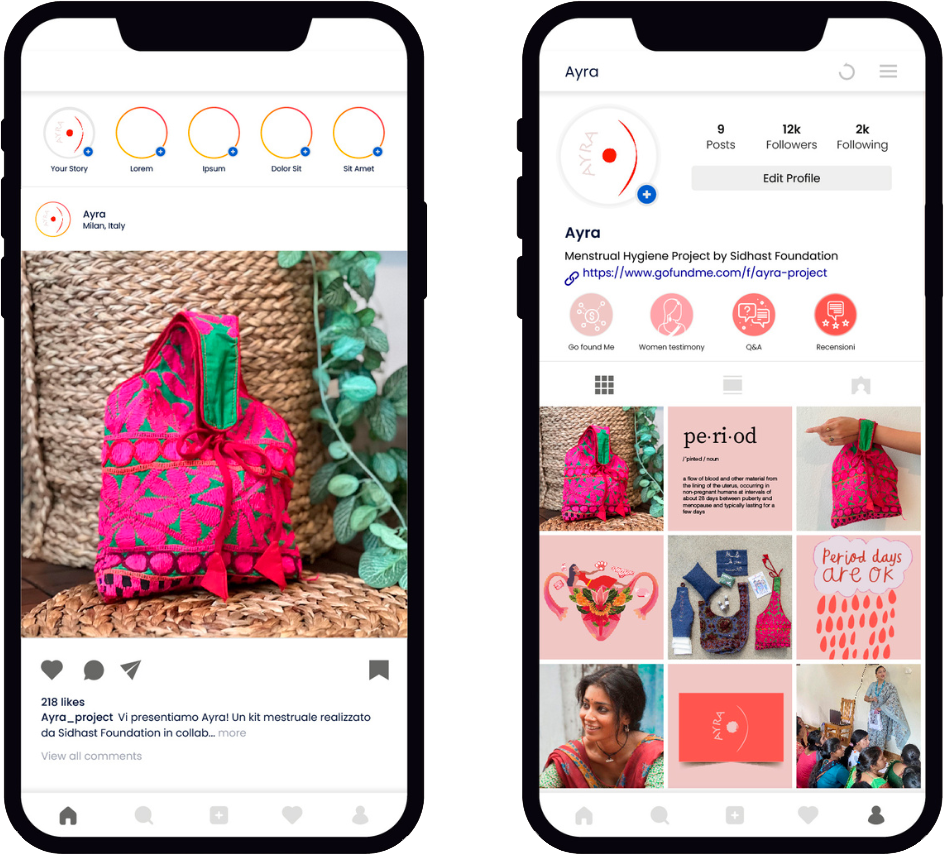 AYRA
Your Story
Lorem
Ipsum
Dolor Sit
Sit Amet
Ayra
Milan, Italy
218 likes
Ayra_project Vi presentiamo Ayra! Un kit mestruale realizzato
da Sidhast Foundation in collab... more
View all comments
Ayra
AYRA
9
Posts
12k
Followers
2k
Following
Edit Profile
Ayra
Menstrual Hygiene Project by Sidhast Foundation
https://www.gofundme.com/f/ayra-project
Go found Me
Women testimony
Q&A
Recensioni
pe·ri·od
/ noun
a flow of blood and other material from
the lining of the uterus, occurring in
non-pregnant humans at intervals of
about 28 days between puberty and
menopause and typically lasting for a
few days
Period days
are ok
AYRA